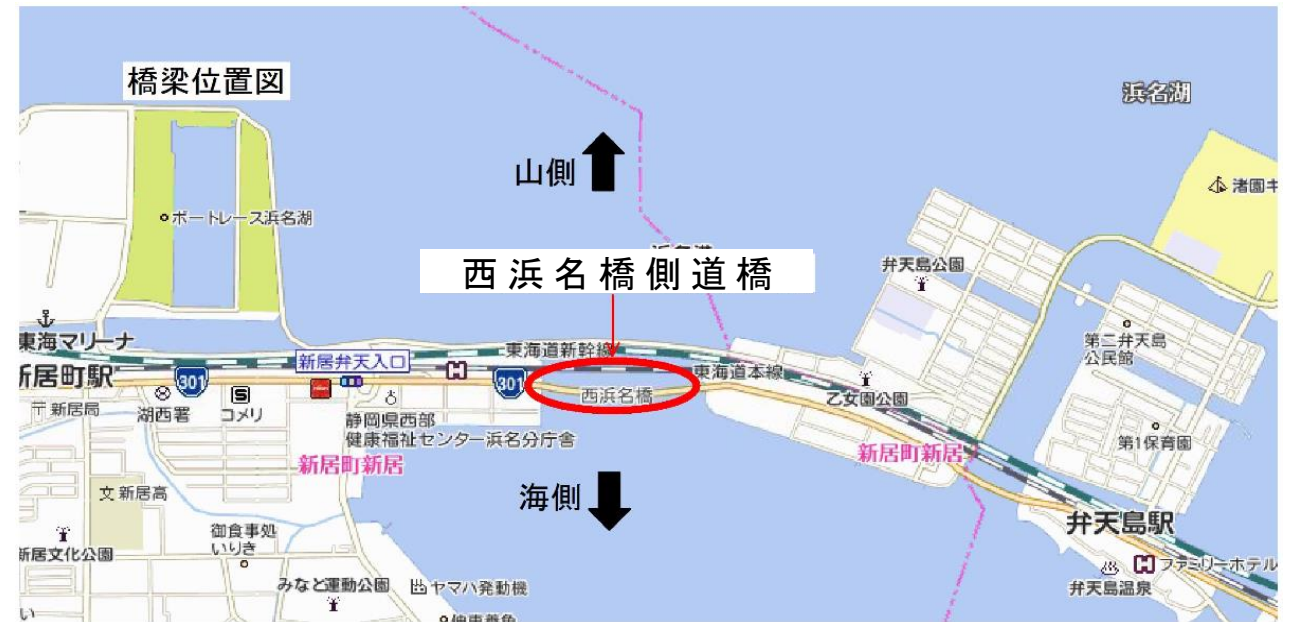 橋梁位置図
浜名湖
山側
渚園キ
ボートレース浜名湖
西浜名橋側道橋
弁天島公園
東海マリーナ
新居弁天入口
東海道新幹線
第二弁天島
公民館
所居町駅
301
301
西浜名橋
東海道本線
乙女園公園
新居局
湖西署
コメリ
静岡県西部
健康福祉センター浜名分庁舎
新居町新居
新居町新居
第1保育園
海側
文 新居高
弁天島駅
御食事処
いりき
新居文化公園
みなと運動公園
ヤマハ発動機
ファミリーホテル
弁天島温泉